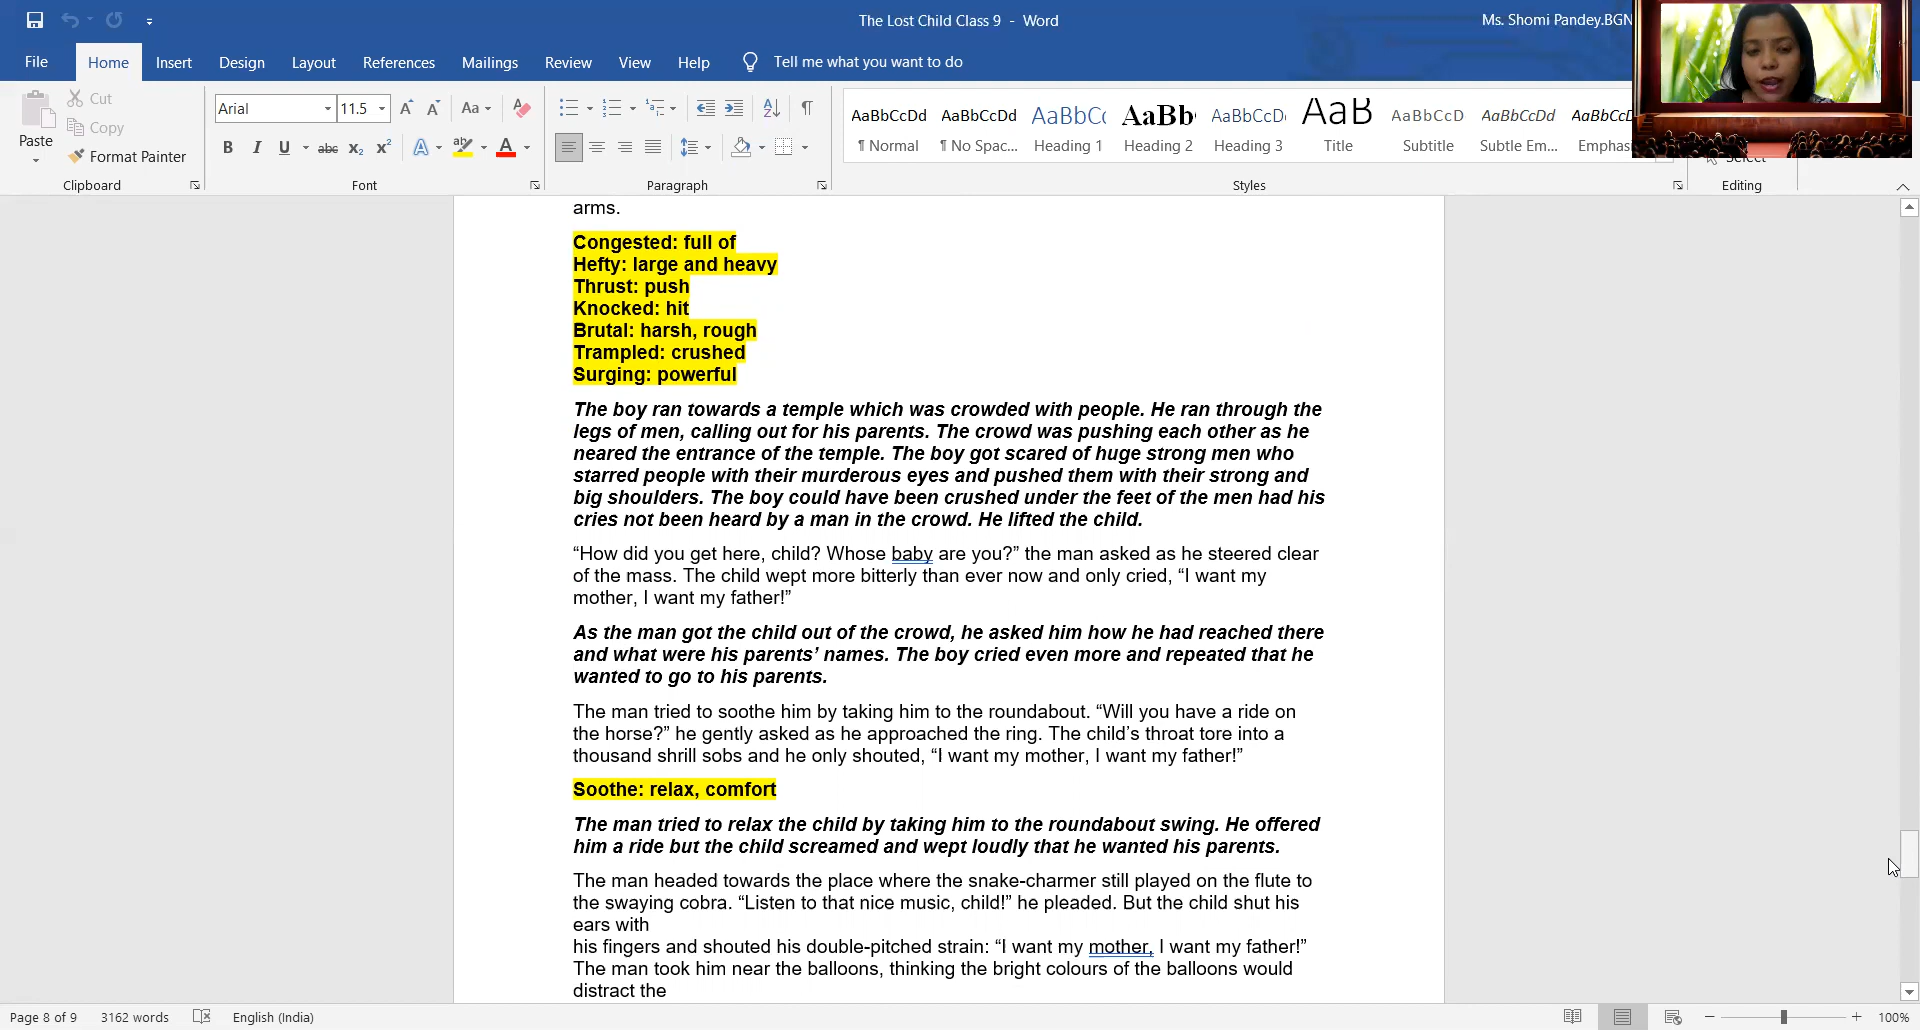 The Lost Child Class 9 - Word
Ms. Shomi Pandey.BGN
File Home Insert Design Layout References Mailings Review View Help Tell me what you want to do
Paste
Cut
Copy
Format Painter
Clipboard
Arial 11.5
Font
Paragraph
AaBbCcDd AaBbCcDd AaBbCc AaBb AaBbCcD AaB AaBbCcD AaBbCcDd AaBbCcD
¶ Normal ¶ No Spac... Heading 1 Heading 2 Heading 3 Title Subtitle Subtle Em... Emphas
Styles
Select
Editing
arms.
Congested: full of
Hefty: large and heavy
Thrust: push
Knocked: hit
Brutal: harsh, rough
Trampled: crushed
Surging: powerful
The boy ran towards a temple which was crowded with people. He ran through the
legs of men, calling out for his parents. The crowd was pushing each other as he
neared the entrance of the temple. The boy got scared of huge strong men who
starred people with their murderous eyes and pushed them with their strong and
big shoulders. The boy could have been crushed under the feet of the men had his
cries not been heard by a man in the crowd. He lifted the child.
“How did you get here, child? Whose baby are you?” the man asked as he steered clear
of the mass. The child wept more bitterly than ever now and only cried, “I want my
mother, I want my father!”
As the man got the child out of the crowd, he asked him how he had reached there
and what were his parents’ names. The boy cried even more and repeated that he
wanted to go to his parents.
The man tried to soothe him by taking him to the roundabout. “Will you have a ride on
the horse?” he gently asked as he approached the ring. The child’s throat tore into a
thousand shrill sobs and he only shouted, “I want my mother, I want my father!”
Soothe: relax, comfort
The man tried to relax the child by taking him to the roundabout swing. He offered
him a ride but the child screamed and wept loudly that he wanted his parents.
The man headed towards the place where the snake-charmer still played on the flute to
the swaying cobra. “Listen to that nice music, child!” he pleaded. But the child shut his
ears with
his fingers and shouted his double-pitched strain: “I want my mother, I want my father!”
The man took him near the balloons, thinking the bright colours of the balloons would
distract the
Page 8 of 9 3162 words English (India) 100%